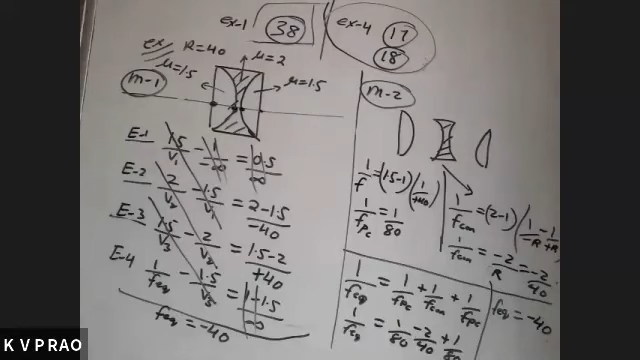 ex-1 38
ex-4 17
18
ex R=40 μ=2
μ=1.5 μ=1.5
m-1
E-1 1.5/V₁ - 1/-∞ = 0.5/∞
E-2 2/V₂ - 1.5/V₁ = 2-1.5/-40
E-3 1.5/V₃ - 2/V₂ = 1.5-2/+40
E-4 1/feq - 1.5/V₃ = 1-1.5/-∞
feq = -40
m-2
1/f = (1.5-1)(1/+40)
1/fpc = 1/80
1/fcm = (2-1)(1/-R - 1/+R)
1/fcm = -2/R = -2/40
1/feq = 1/fpc + 1/fcm + 1/fpc
1/feq = 1/80 - 2/40 + 1/80
feq = -40
K V P RAO